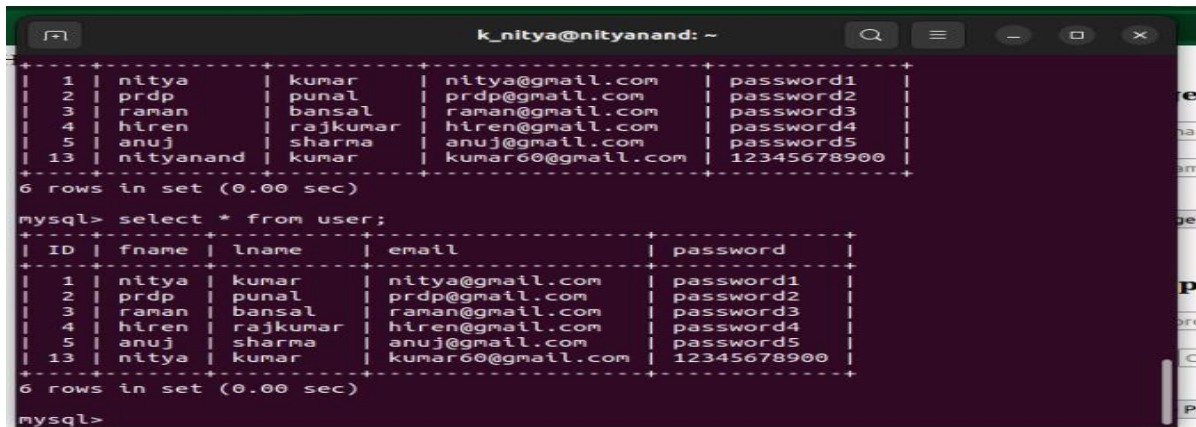 k_nitya@nityanand: ~
+----+-----------+----------+--------------------+-------------+
| 1 | nitya | kumar | nitya@gmail.com | password1 |
| 2 | prdp | punal | prdp@gmail.com | password2 |
| 3 | raman | bansal | raman@gmail.com | password3 |
| 4 | hiren | rajkumar | hiren@gmail.com | password4 |
| 5 | anuj | sharma | anuj@gmail.com | password5 |
| 13 | nityanand | kumar | kumar60@gmail.com | 12345678900 |
+----+-----------+----------+--------------------+-------------+
6 rows in set (0.00 sec)
mysql> select * from user;
+----+-------+----------+-------------------+-------------+
| ID | fname | lname | email | password |
+----+-------+----------+-------------------+-------------+
| 1 | nitya | kumar | nitya@gmail.com | password1 |
| 2 | prdp | punal | prdp@gmail.com | password2 |
| 3 | raman | bansal | raman@gmail.com | password3 |
| 4 | hiren | rajkumar | hiren@gmail.com | password4 |
| 5 | anuj | sharma | anuj@gmail.com | password5 |
| 13 | nitya | kumar | kumar60@gmail.com | 12345678900 |
+----+-------+----------+-------------------+-------------+
6 rows in set (0.00 sec)
mysql>